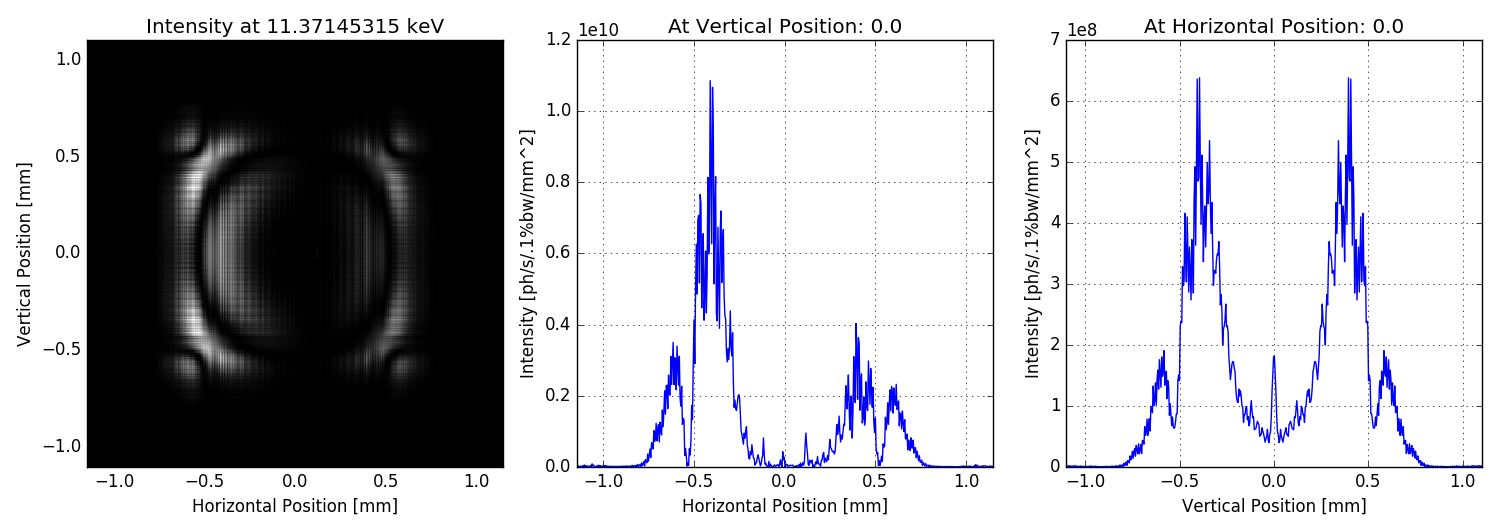 Intensity at 11.37145315 keV
Vertical Position [mm]
1.0
0.5
0.0
−0.5
−1.0
−1.0 −0.5 0.0 0.5 1.0
Horizontal Position [mm]
1e10
At Vertical Position: 0.0
Intensity [ph/s/.1%bw/mm^2]
1.2
1.0
0.8
0.6
0.4
0.2
0.0
−1.0 −0.5 0.0 0.5 1.0
Horizontal Position [mm]
1e8
At Horizontal Position: 0.0
Intensity [ph/s/.1%bw/mm^2]
7
6
5
4
3
2
1
0
−1.0 −0.5 0.0 0.5 1.0
Vertical Position [mm]